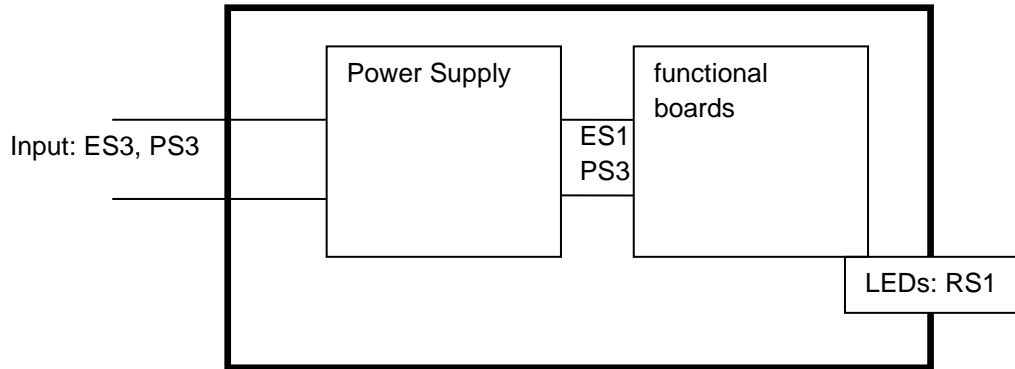 Power Supply
functional
boards
Input: ES3, PS3
ES1
PS3
LEDs: RS1